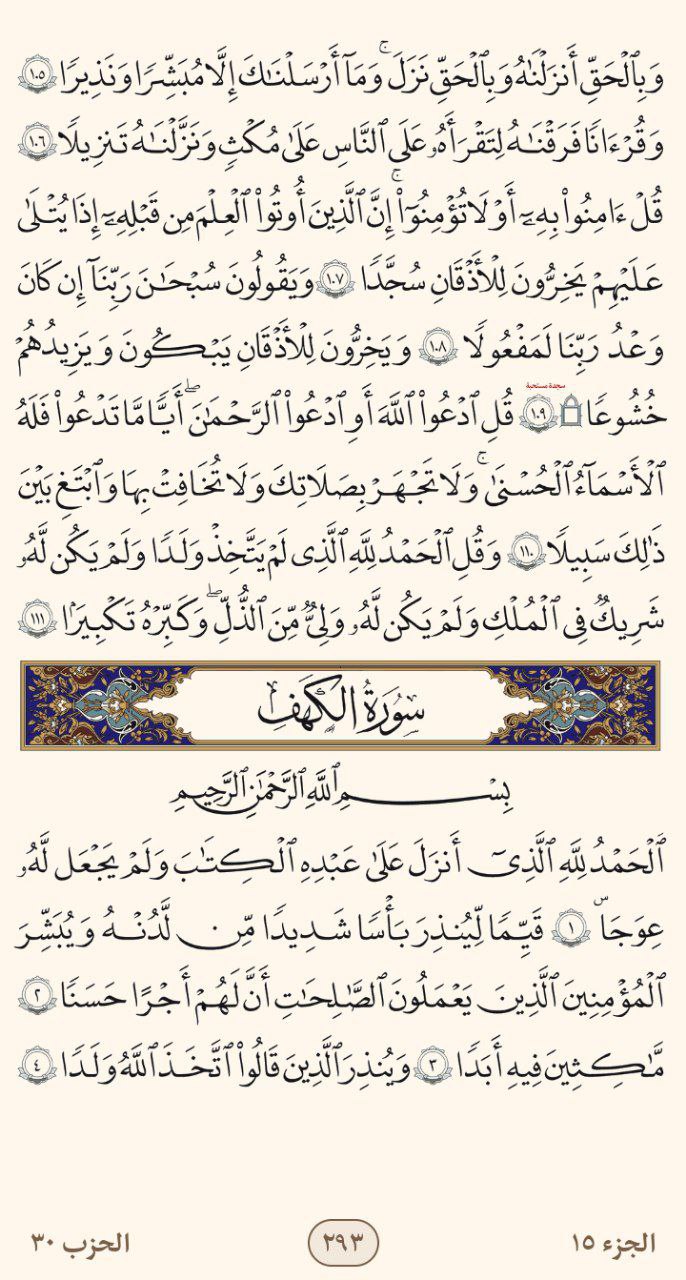 وَبِٱلْحَقِّ أَنزَلْنَٰهُ وَبِٱلْحَقِّ نَزَلَ ۗ وَمَآ أَرْسَلْنَٰكَ إِلَّا مُبَشِّرًا وَنَذِيرًا ١٠٥
وَقُرْءَانًا فَرَقْنَٰهُ لِتَقْرَأَهُۥ عَلَى ٱلنَّاسِ عَلَىٰ مُكْثٍ وَنَزَّلْنَٰهُ تَنزِيلًا ١٠٦
قُلْ ءَامِنُوا۟ بِهِۦٓ أَوْ لَا تُؤْمِنُوٓا۟ ۚ إِنَّ ٱلَّذِينَ أُوتُوا۟ ٱلْعِلْمَ مِن قَبْلِهِۦٓ إِذَا يُتْلَىٰ
عَلَيْهِمْ يَخِرُّونَ لِلْأَذْقَانِ سُجَّدًا ١٠٧ وَيَقُولُونَ سُبْحَٰنَ رَبِّنَآ إِن كَانَ
وَعْدُ رَبِّنَا لَمَفْعُولًا ١٠٨ وَيَخِرُّونَ لِلْأَذْقَانِ يَبْكُونَ وَيَزِيدُهُمْ
سجدة مستحبة
خُشُوعًا ۩ ١٠٩ قُلِ ٱدْعُوا۟ ٱللَّهَ أَوِ ٱدْعُوا۟ ٱلرَّحْمَٰنَ ۖ أَيًّا مَّا تَدْعُوا۟ فَلَهُ
ٱلْأَسْمَآءُ ٱلْحُسْنَىٰ ۚ وَلَا تَجْهَرْ بِصَلَاتِكَ وَلَا تُخَافِتْ بِهَا وَٱبْتَغِ بَيْنَ
ذَٰلِكَ سَبِيلًا ١١٠ وَقُلِ ٱلْحَمْدُ لِلَّهِ ٱلَّذِى لَمْ يَتَّخِذْ وَلَدًا وَلَمْ يَكُن لَّهُۥ
شَرِيكٌ فِى ٱلْمُلْكِ وَلَمْ يَكُن لَّهُۥ وَلِىٌّ مِّنَ ٱلذُّلِّ ۖ وَكَبِّرْهُ تَكْبِيرًۢا ١١١
سُورَةُ الكَهْفِ
بِسْمِ ٱللَّهِ ٱلرَّحْمَٰنِ ٱلرَّحِيمِ
ٱلْحَمْدُ لِلَّهِ ٱلَّذِىٓ أَنزَلَ عَلَىٰ عَبْدِهِ ٱلْكِتَٰبَ وَلَمْ يَجْعَل لَّهُۥ
عِوَجَا ۜ ١ قَيِّمًا لِّيُنذِرَ بَأْسًا شَدِيدًا مِّن لَّدُنْهُ وَيُبَشِّرَ
ٱلْمُؤْمِنِينَ ٱلَّذِينَ يَعْمَلُونَ ٱلصَّٰلِحَٰتِ أَنَّ لَهُمْ أَجْرًا حَسَنًا ٢
مَّٰكِثِينَ فِيهِ أَبَدًا ٣ وَيُنذِرَ ٱلَّذِينَ قَالُوا۟ ٱتَّخَذَ ٱللَّهُ وَلَدًا ٤
الجزء ١٥
٢٩٣
الحزب ٣٠